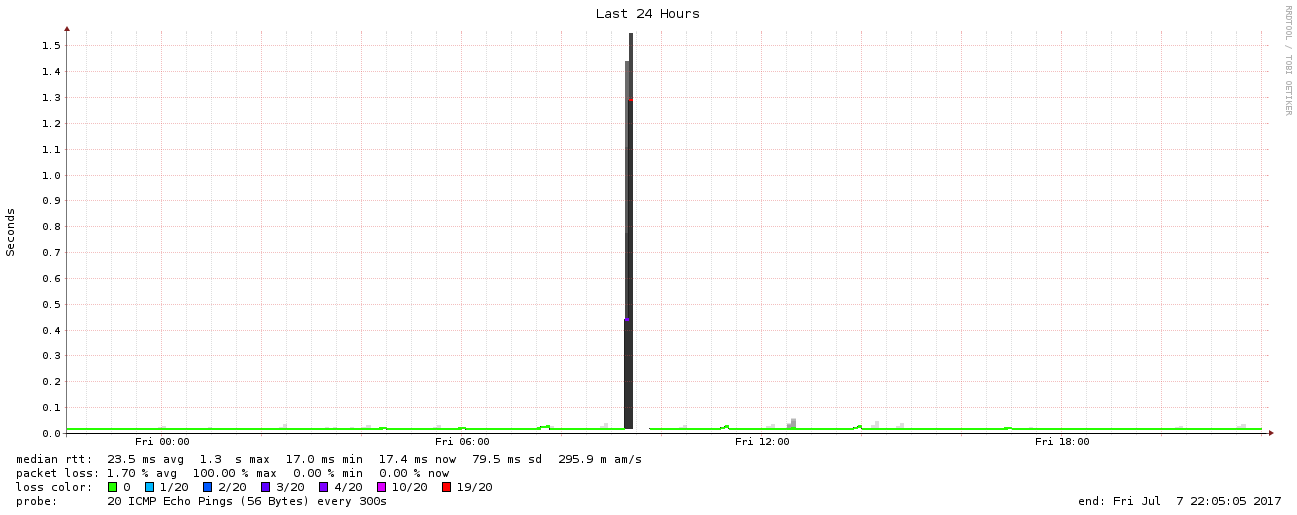 Last 24 Hours
RRDTOOL / TOBI OETIKER
Seconds
1.5
1.4
1.3
1.2
1.1
1.0
0.9
0.8
0.7
0.6
0.5
0.4
0.3
0.2
0.1
0.0
Fri 00:00 Fri 06:00 Fri 12:00 Fri 18:00
median rtt: 23.5 ms avg 1.3 s max 17.0 ms min 17.4 ms now 79.5 ms sd 295.9 m am/s
packet loss: 1.70 % avg 100.00 % max 0.00 % min 0.00 % now
loss color: 0 1/20 2/20 3/20 4/20 10/20 19/20
probe: 20 ICMP Echo Pings (56 Bytes) every 300s end: Fri Jul 7 22:05:05 2017